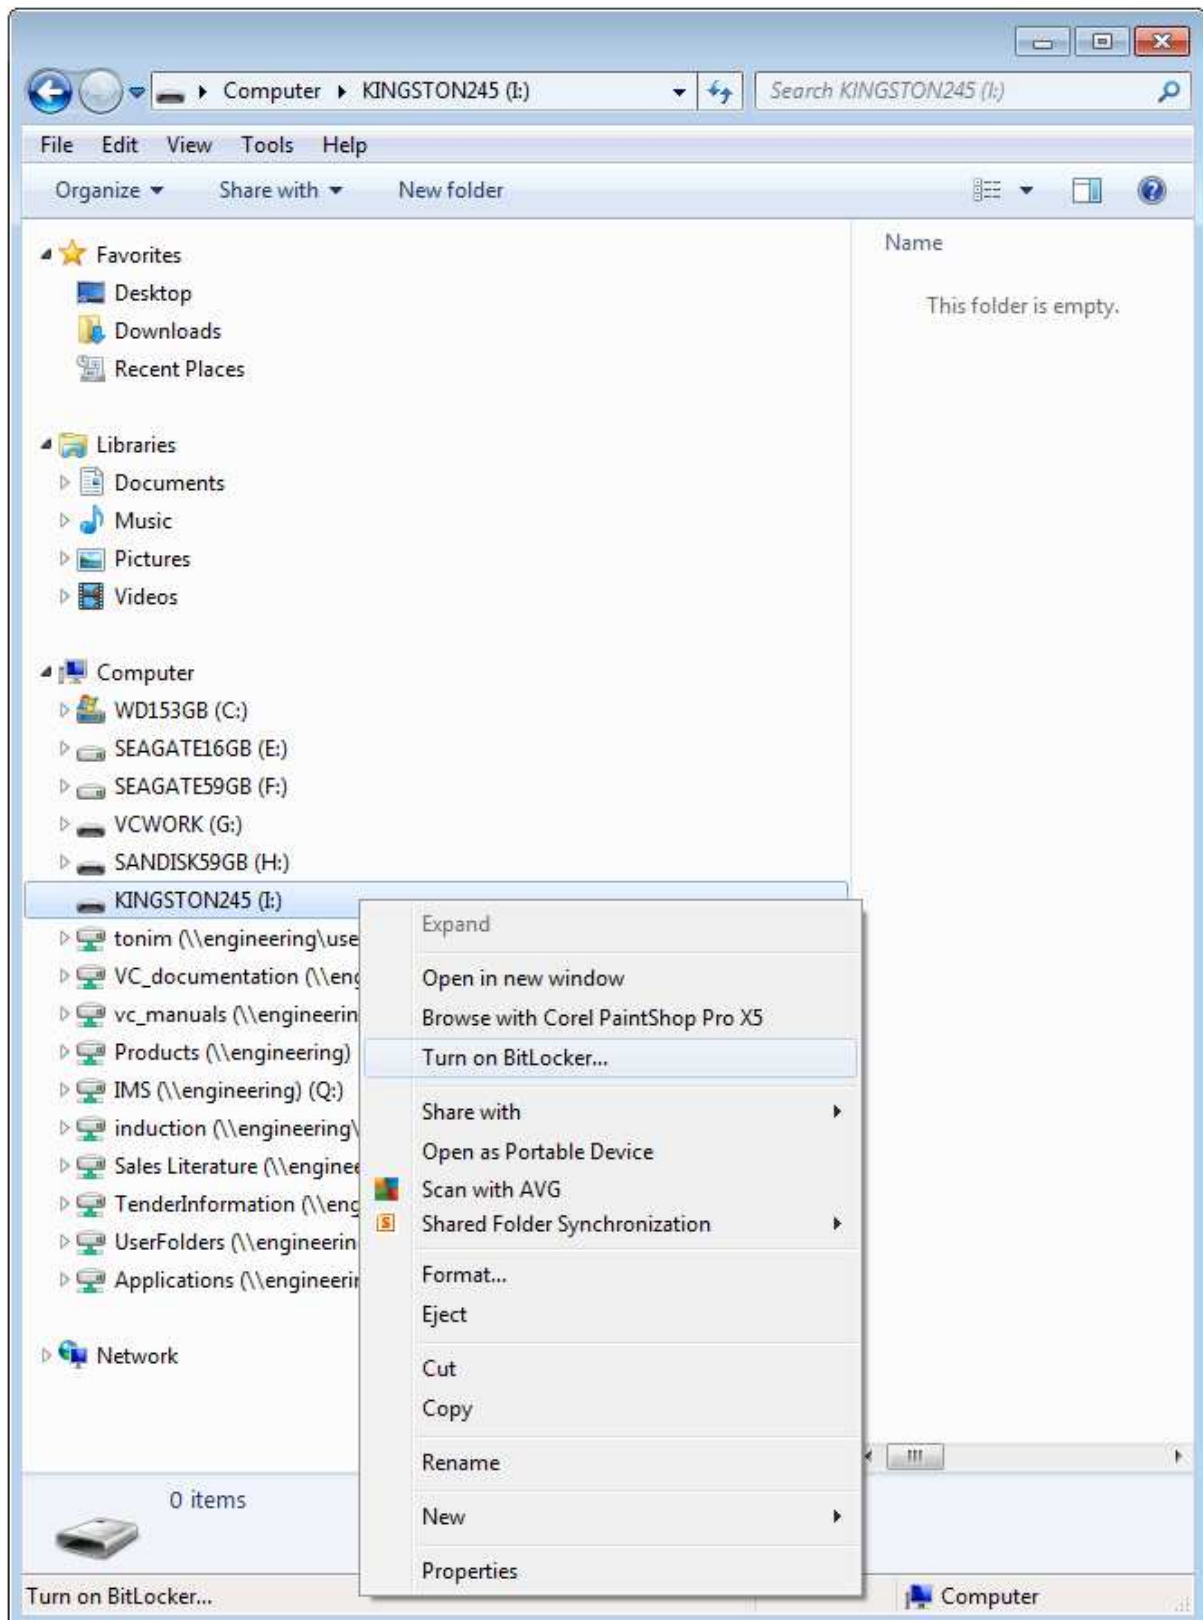 Computer KINGSTON245 (I:) Search KINGSTON245 (I:)
File Edit View Tools Help
Organize Share with New folder
Name
This folder is empty.
Favorites
Desktop
Downloads
Recent Places
Libraries
Documents
Music
Pictures
Videos
Computer
WD153GB (C:)
SEAGATE16GB (E:)
SEAGATE59GB (F:)
VCWORK (G:)
SANDISK59GB (H:)
KINGSTON245 (I:)
tonim (\\engineering\use
VC_documentation (\\eng
vc_manuals (\\engineerin
Products (\\engineering)
IMS (\\engineering) (Q:)
induction (\\engineering\
Sales Literature (\\enginee
TenderInformation (\\eng
UserFolders (\\engineerin
Applications (\\engineerin
Network
Expand
Open in new window
Browse with Corel PaintShop Pro X5
Turn on BitLocker...
Share with
Open as Portable Device
Scan with AVG
Shared Folder Synchronization
Format...
Eject
Cut
Copy
Rename
New
Properties
0 items
Turn on BitLocker... Computer